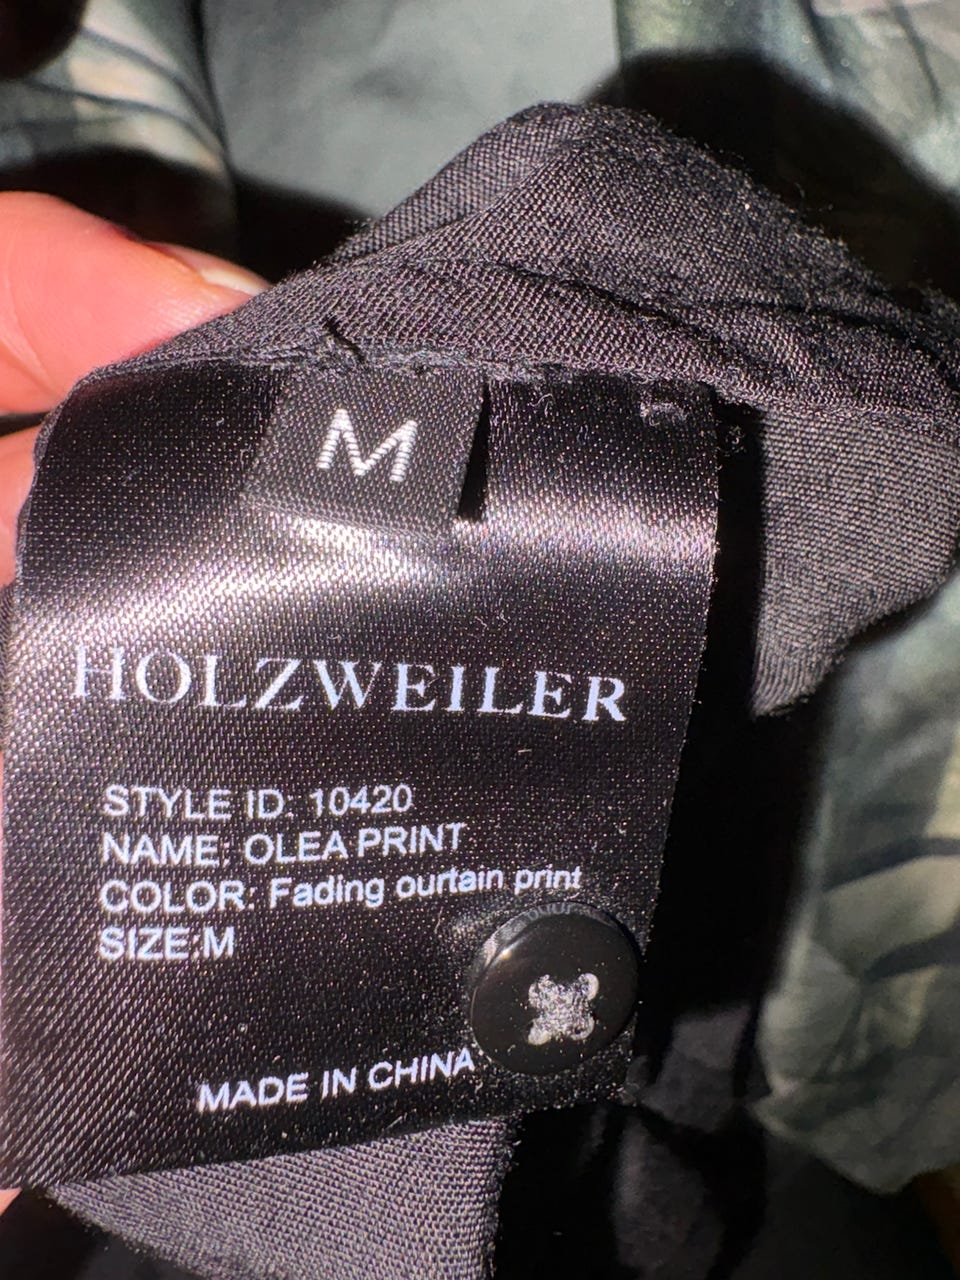 M
HOLZWEILER
STYLE ID: 10420
NAME: OLEA PRINT
COLOR: Fading ourtain print
SIZE:M
MADE IN CHINA